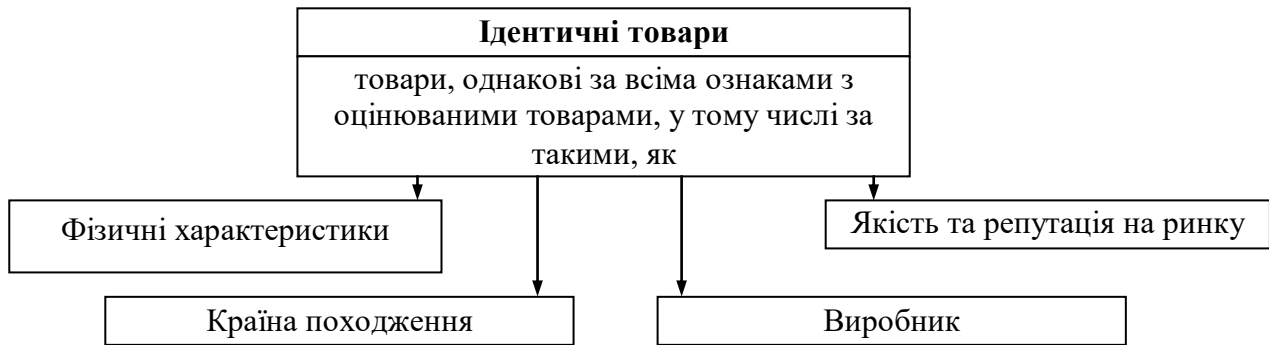 Ідентичні товари
товари, однакові за всіма ознаками з
оцінюваними товарами, у тому числі за
такими, як
Фізичні характеристики
Якість та репутація на ринку
Країна походження
Виробник